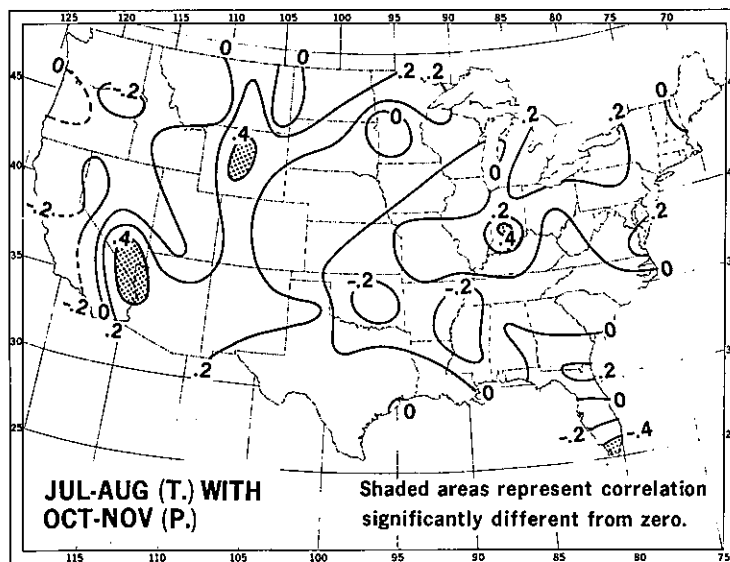 125 120 115 110 105 100 95 90 85 80 75 70
45 0 -.2 0 0 .2 -.2 0 .2 .2 0
40 .4 0
-.2 .4 .2 .4 .2
35 -.2 -.2 0
-.2 0 .2 0
30 .2 .2
0 0 0
25 -.2 -.4
JUL-AUG (T.) WITH
OCT-NOV (P.)
Shaded areas represent correlation
significantly different from zero.
115 110 105 100 95 90 85 80 75